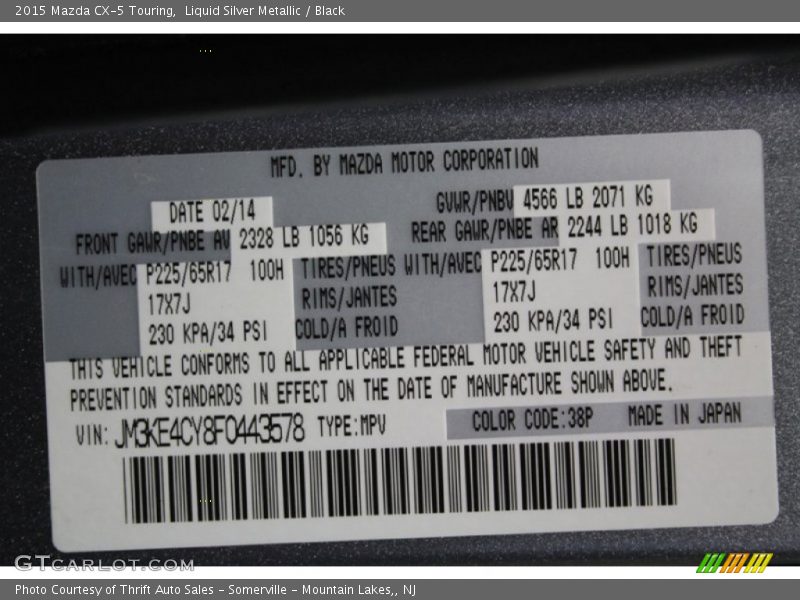 2015 Mazda CX-5 Touring,  Liquid Silver Metallic / Black
MFD. BY MAZDA MOTOR CORPORATION
DATE 02/14 GVWR/PNBV 4566 LB 2071 KG
FRONT GAWR/PNBE AV 2328 LB 1056 KG REAR GAWR/PNBE AR 2244 LB 1018 KG
WITH/AVEC P225/65R17 100H TIRES/PNEUS WITH/AVEC P225/65R17 100H TIRES/PNEUS
17X7J RIMS/JANTES 17X7J RIMS/JANTES
230 KPA/34 PSI COLD/A FROID 230 KPA/34 PSI COLD/A FROID
THIS VEHICLE CONFORMS TO ALL APPLICABLE FEDERAL MOTOR VEHICLE SAFETY AND THEFT
PREVENTION STANDARDS IN EFFECT ON THE DATE OF MANUFACTURE SHOWN ABOVE.
VIN: JM3KE4CY8F0443578 TYPE:MPV COLOR CODE:38P MADE IN JAPAN
GTCARLOT.COM
Photo Courtesy of Thrift Auto Sales - Somerville - Mountain Lakes,, NJ